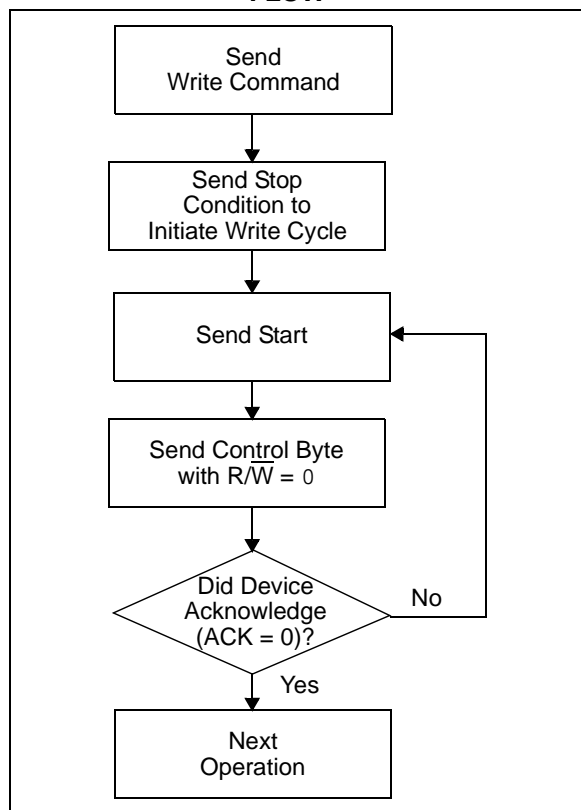 FLOW
Send
Write Command
Send Stop
Condition to
Initiate Write Cycle
Send Start
Send Control Byte
with R/W̅ = 0
Did Device
Acknowledge
(ACK = 0)?
No
Yes
Next
Operation